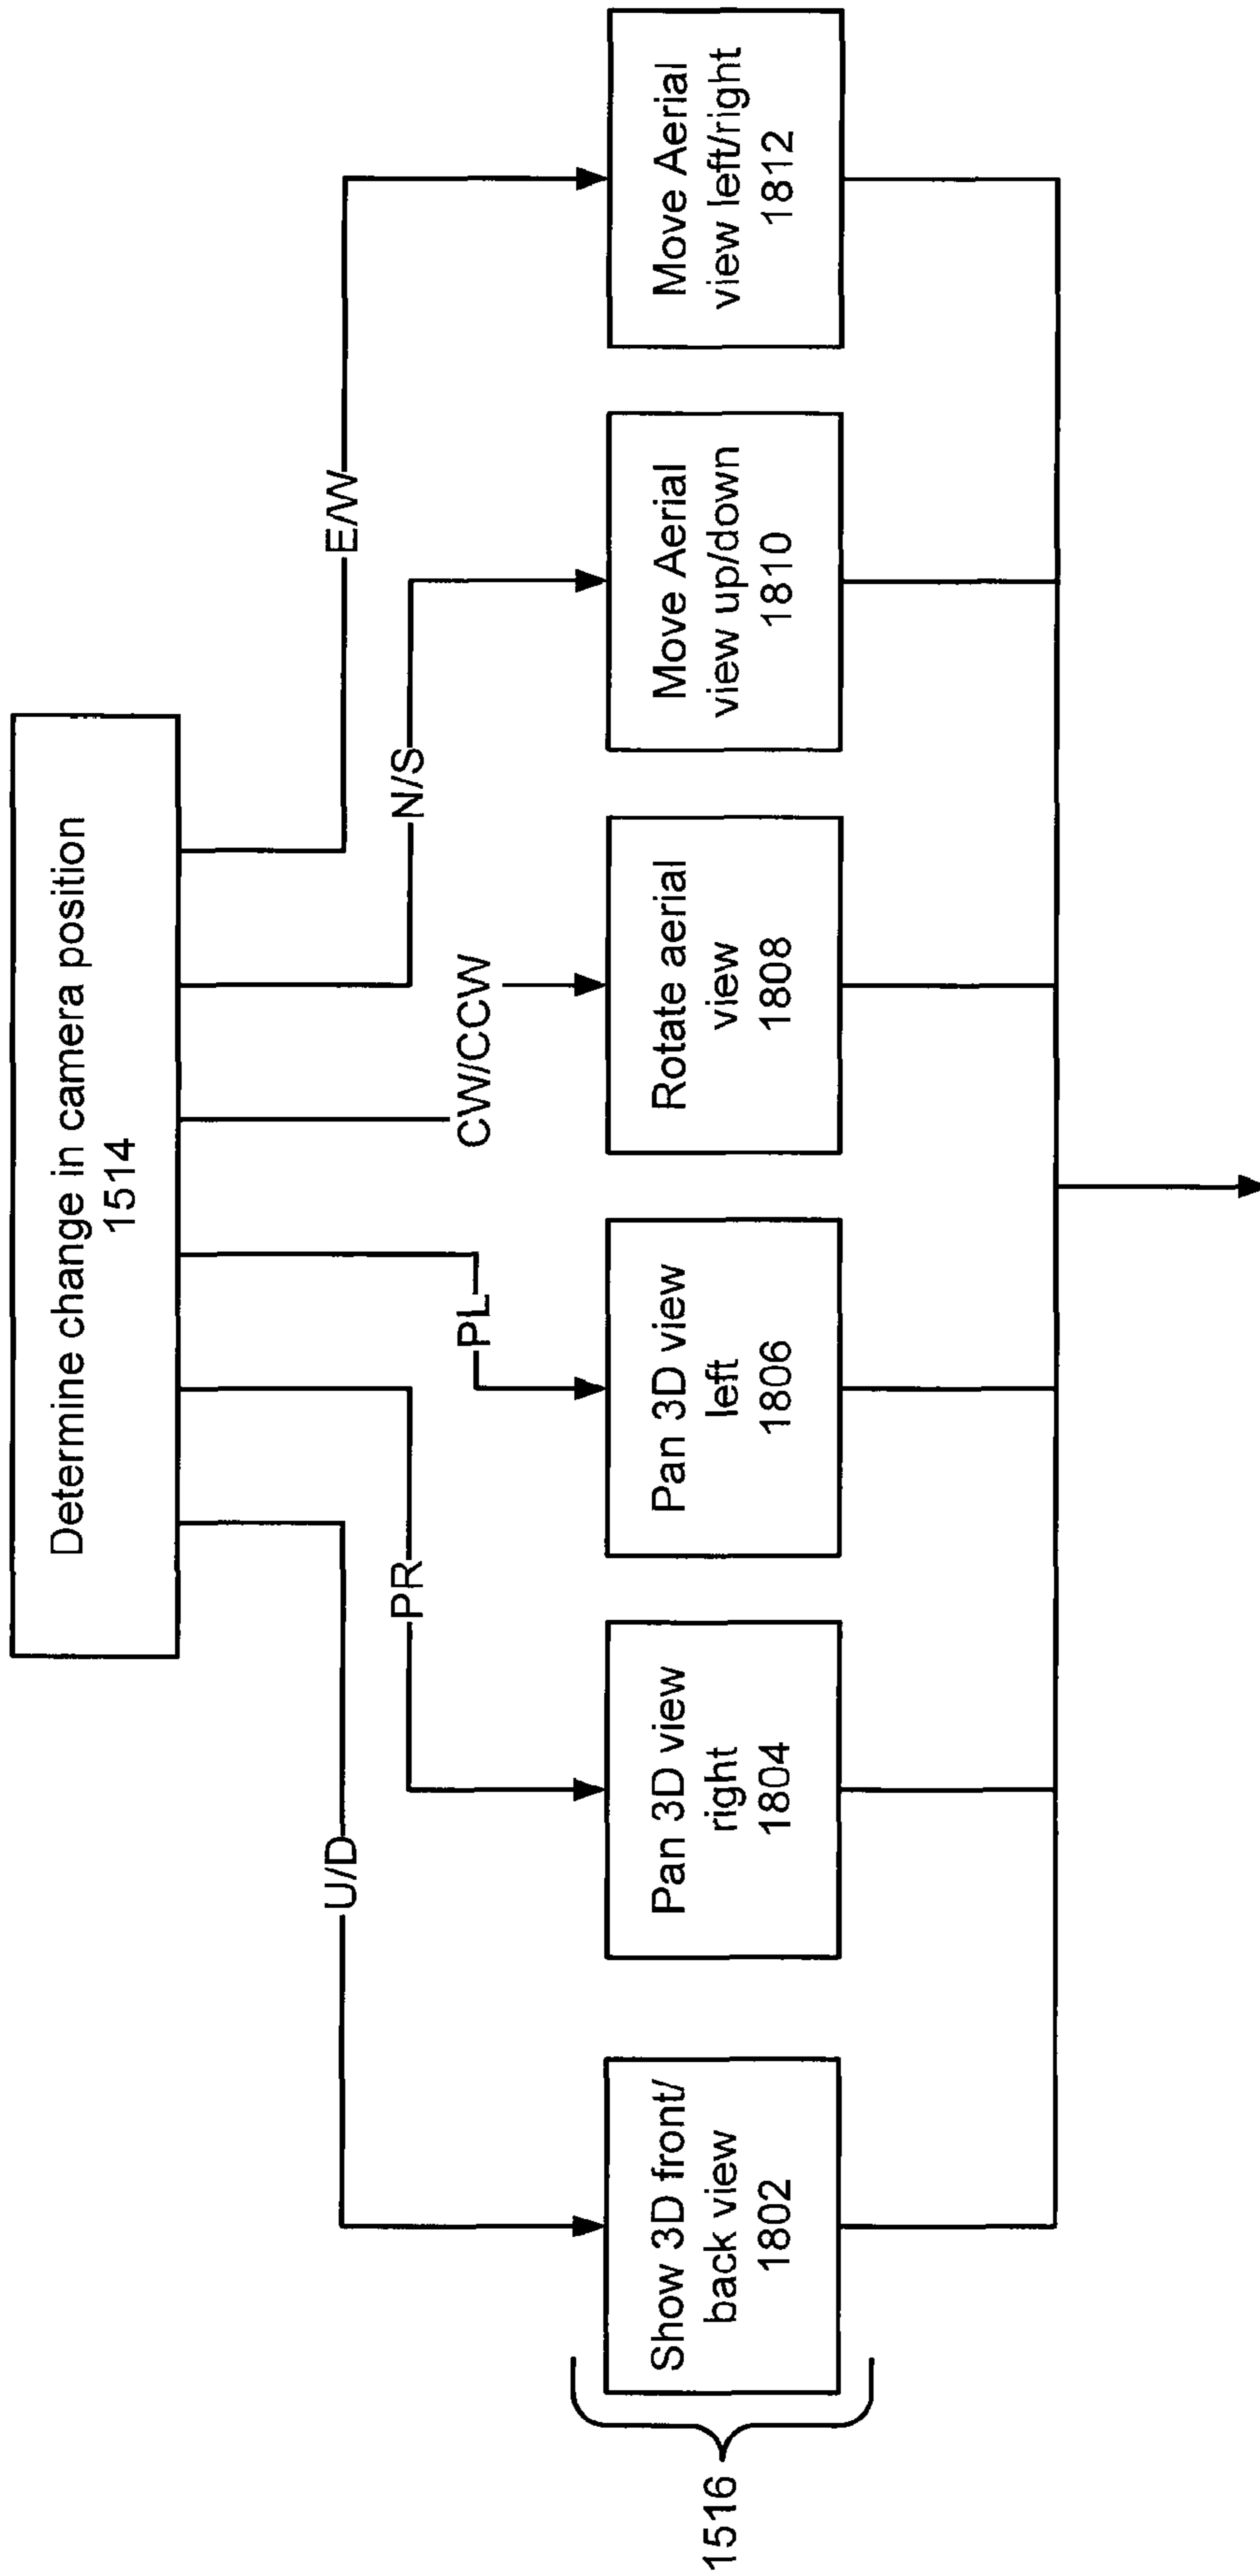 Determine change in camera position
1514
U/D
PR
PL
CW/CCW
N/S
E/W
1516
Show 3D front/
back view
1802
Pan 3D view
right
1804
Pan 3D view
left
1806
Rotate aerial
view
1808
Move Aerial
view up/down
1810
Move Aerial
view left/right
1812